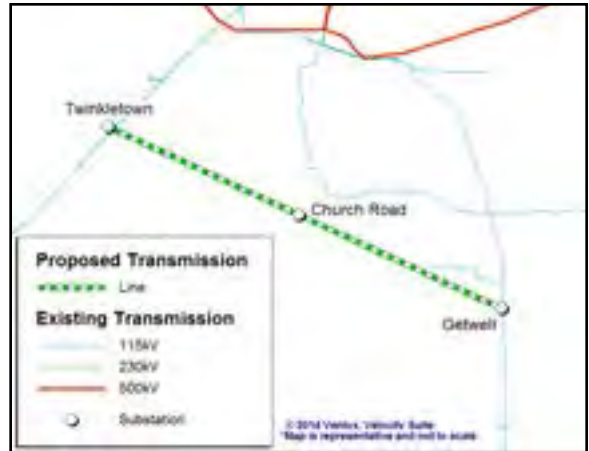 Twinkletown
Church Road
Getwell
Proposed Transmission
Line
Existing Transmission
115kV
230kV
500kV
Substation
© 2014 Ventyx, Velocity Suite
*Map is representative and not to scale